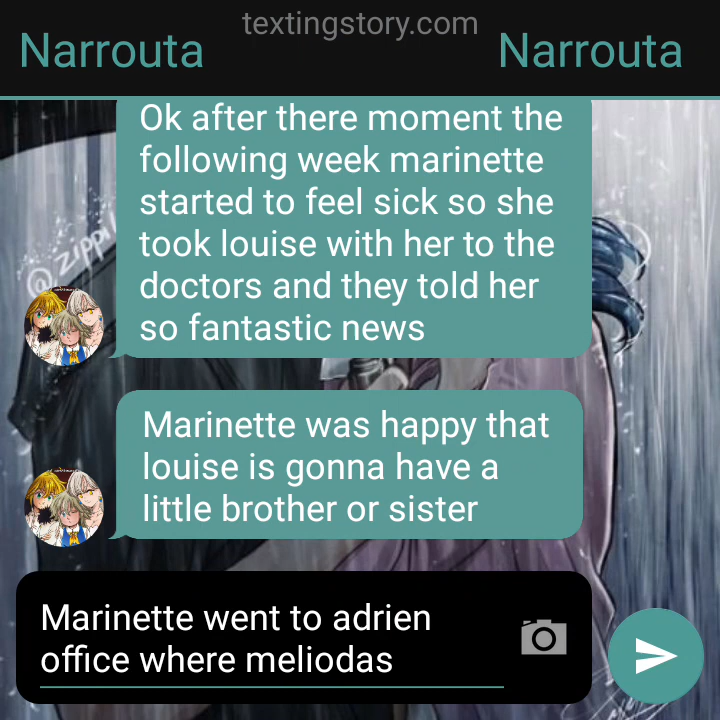 textingstory.com
Narrouta
Narrouta
Ok after there moment the
following week marinette
started to feel sick so she
took louise with her to the
doctors and they told her
so fantastic news
Marinette was happy that
louise is gonna have a
little brother or sister
Marinette went to adrien
office where meliodas